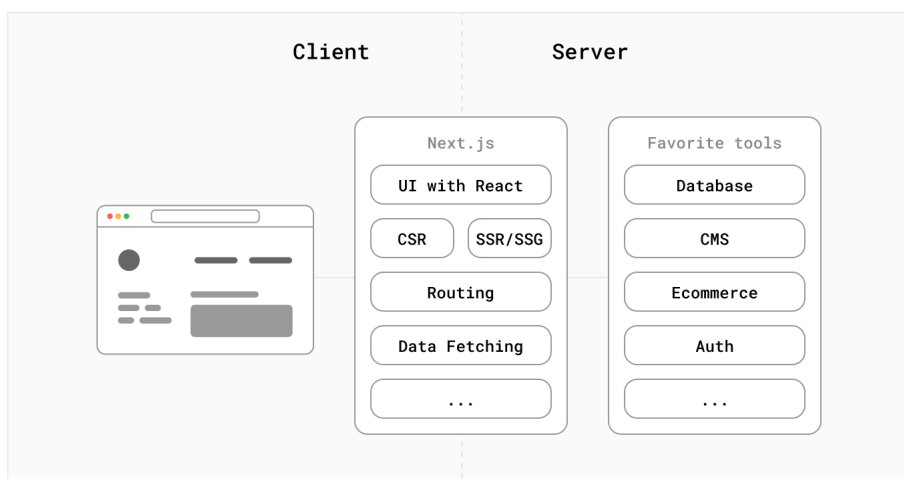 Client
Server
Next.js
UI with React
CSR
SSR/SSG
Routing
Data Fetching
...
Favorite tools
Database
CMS
Ecommerce
Auth
...